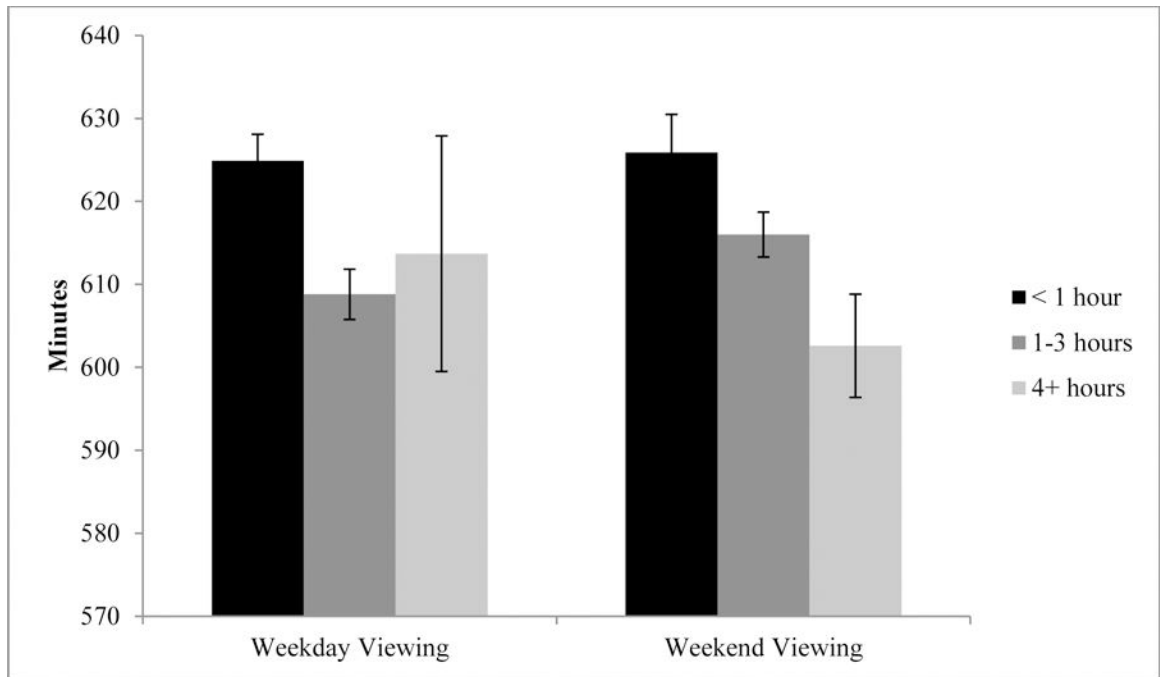 640
630
620
610
600
590
580
570
Minutes
Weekday Viewing
Weekend Viewing
< 1 hour
1-3 hours
4+ hours